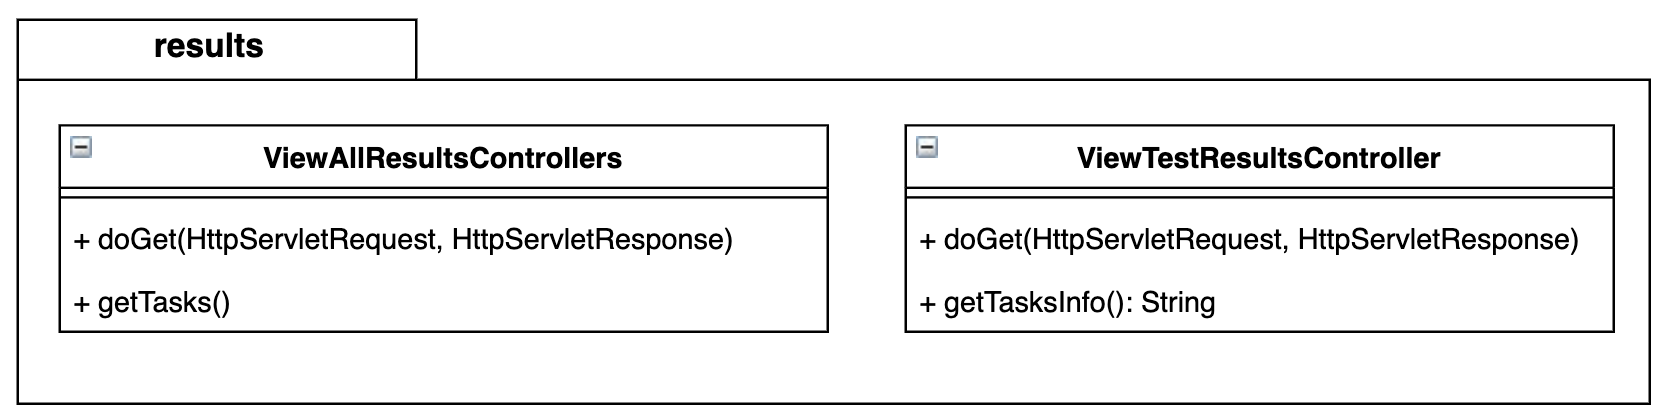 results
ViewAllResultsControllers
+ doGet(HttpServletRequest, HttpServletResponse)
+ getTasks()
ViewTestResultsController
+ doGet(HttpServletRequest, HttpServletResponse)
+ getTasksInfo(): String